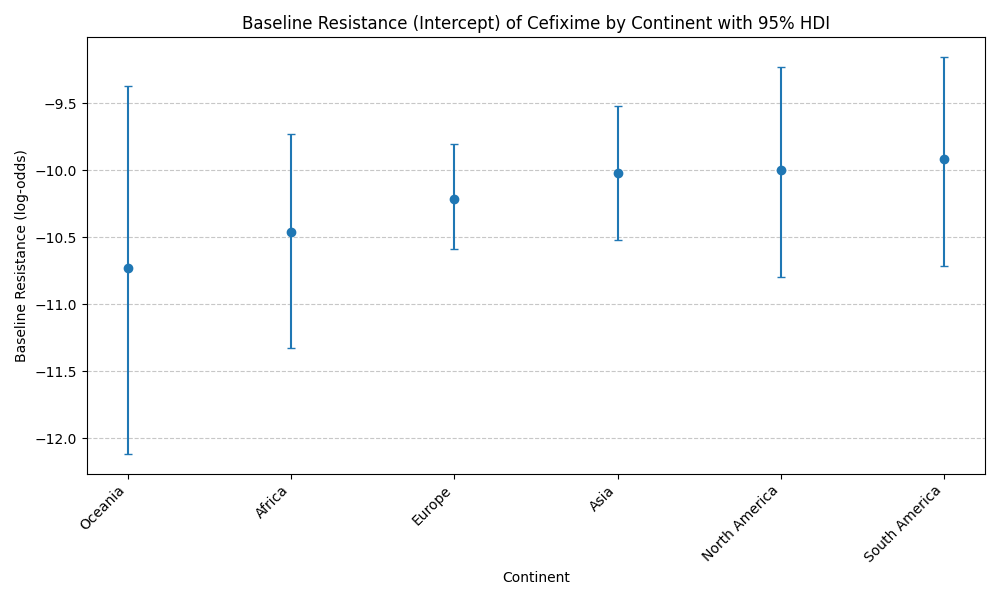 Baseline Resistance (Intercept) of Cefixime by Continent with 95% HDI
Baseline Resistance (log-odds)
−9.5
−10.0
−10.5
−11.0
−11.5
−12.0
Oceania
Africa
Europe
Asia
North America
South America
Continent